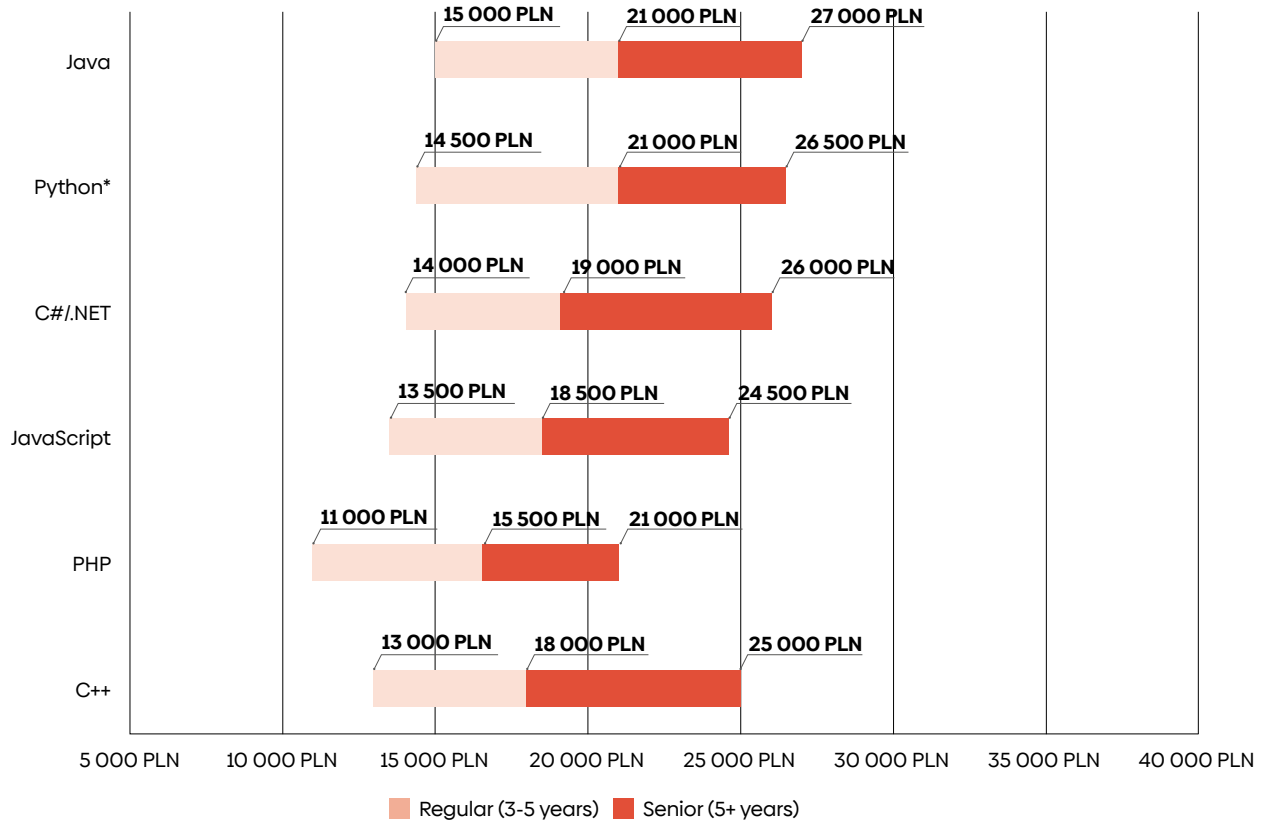 15 000 PLN 21 000 PLN 27 000 PLN
Java
14 500 PLN 21 000 PLN 26 500 PLN
Python*
14 000 PLN 19 000 PLN 26 000 PLN
C#/.NET
13 500 PLN 18 500 PLN 24 500 PLN
JavaScript
11 000 PLN 15 500 PLN 21 000 PLN
PHP
13 000 PLN 18 000 PLN 25 000 PLN
C++
5 000 PLN 10 000 PLN 15 000 PLN 20 000 PLN 25 000 PLN 30 000 PLN 35 000 PLN 40 000 PLN
Regular (3-5 years) Senior (5+ years)